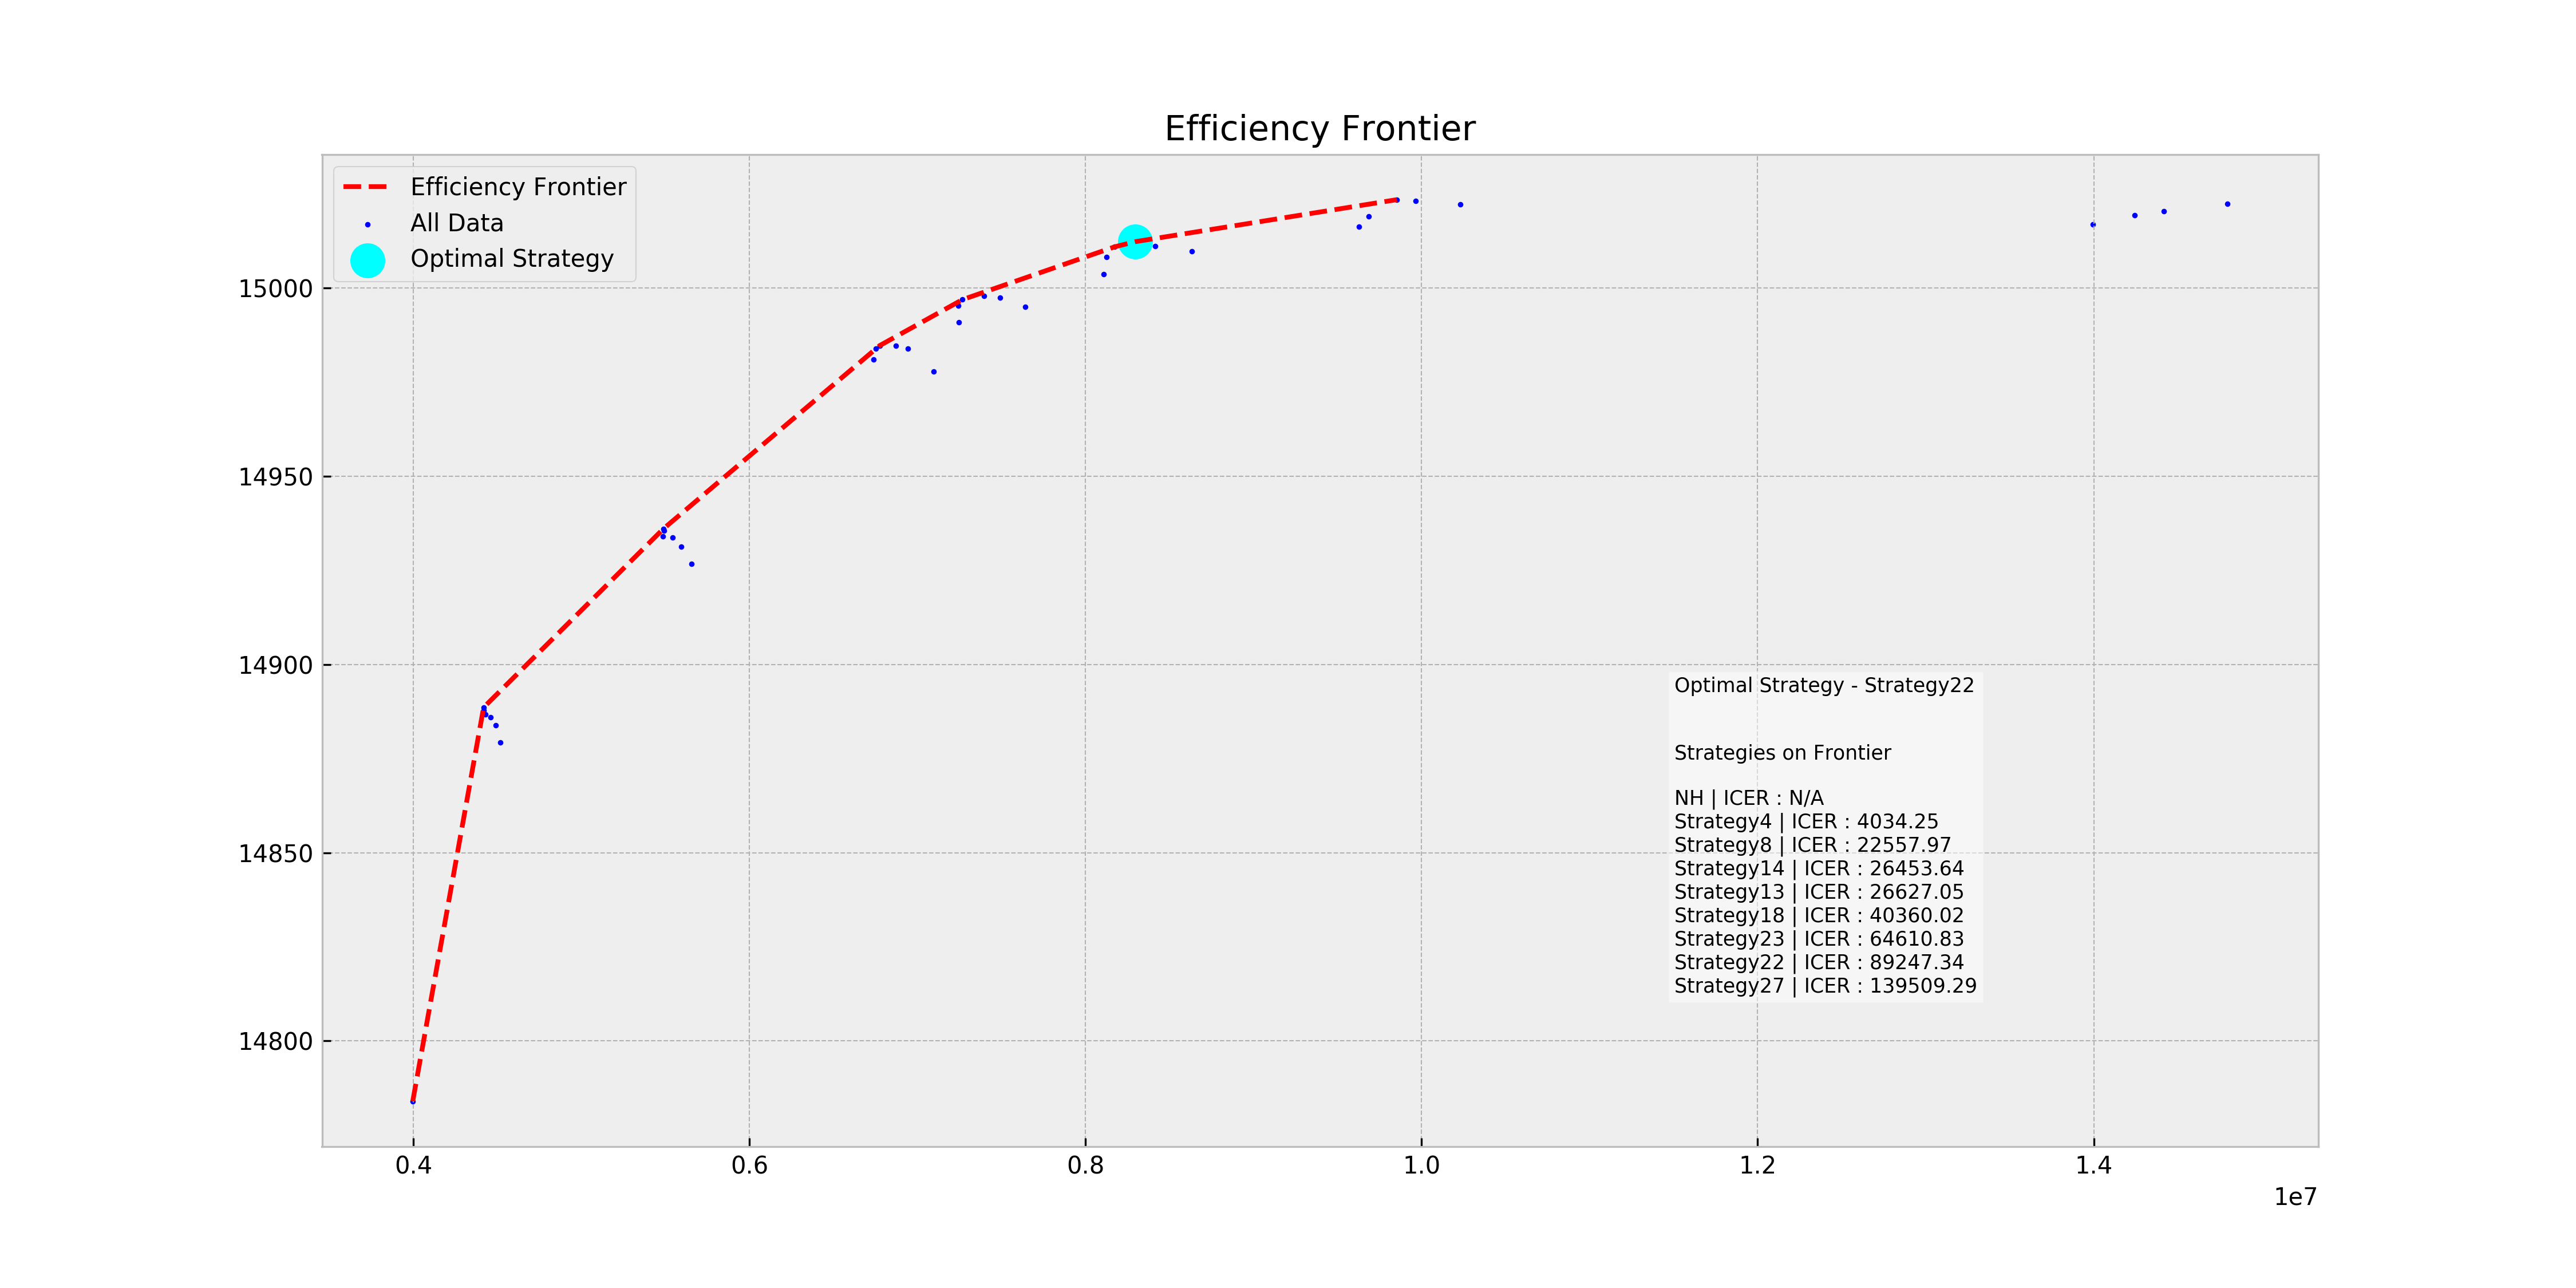 Efficiency Frontier
Efficiency Frontier
All Data
Optimal Strategy
15000
14950
14900
14850
14800
Optimal Strategy - Strategy22
Strategies on Frontier
NH | ICER : N/A
Strategy4 | ICER : 4034.25
Strategy8 | ICER : 22557.97
Strategy14 | ICER : 26453.64
Strategy13 | ICER : 26627.05
Strategy18 | ICER : 40360.02
Strategy23 | ICER : 64610.83
Strategy22 | ICER : 89247.34
Strategy27 | ICER : 139509.29
0.4 0.6 0.8 1.0 1.2 1.4
1e7